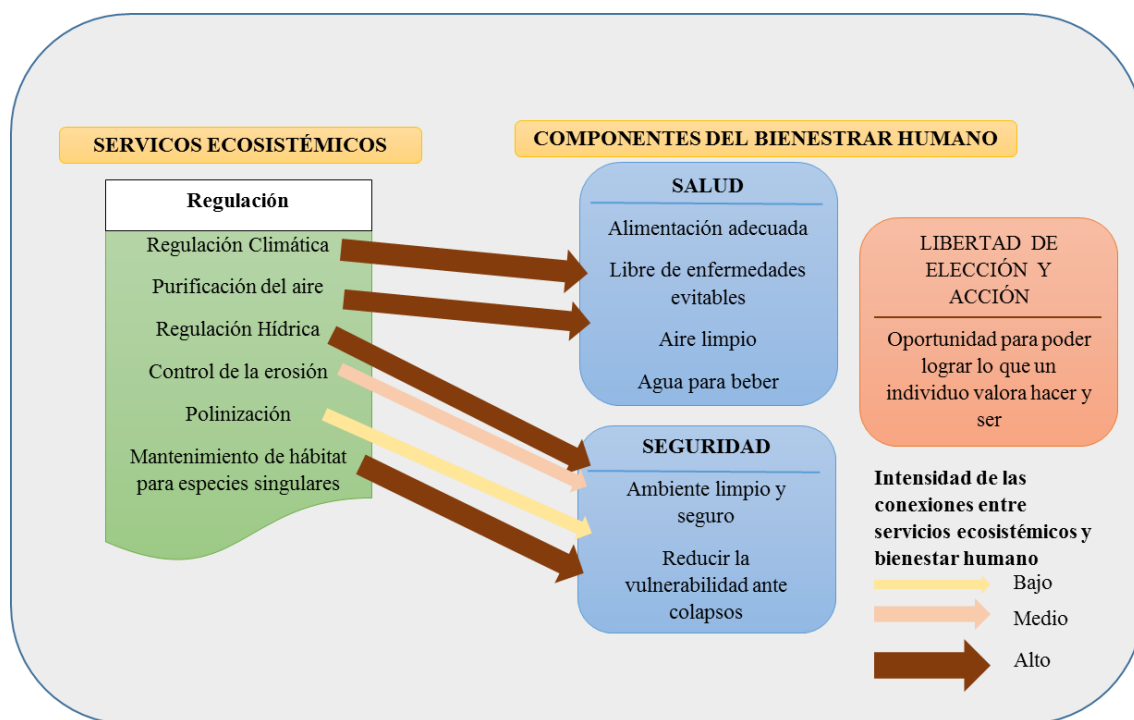 SERVICOS ECOSISTÉMICOS
Regulación
Regulación Climática
Purificación del aire
Regulación Hídrica
Control de la erosión
Polinización
Mantenimiento de hábitat
para especies singulares
COMPONENTES DEL BIENESTRAR HUMANO
SALUD
Alimentación adecuada
Libre de enfermedades
evitables
Aire limpio
Agua para beber
SEGURIDAD
Ambiente limpio y
seguro
Reducir la
vulnerabilidad ante
colapsos
LIBERTAD DE
ELECCIÓN Y
ACCIÓN
Oportunidad para poder
lograr lo que un
individuo valora hacer y
ser
Intensidad de las
conexiones entre
servicios ecosistémicos y
bienestar humano
Bajo
Medio
Alto